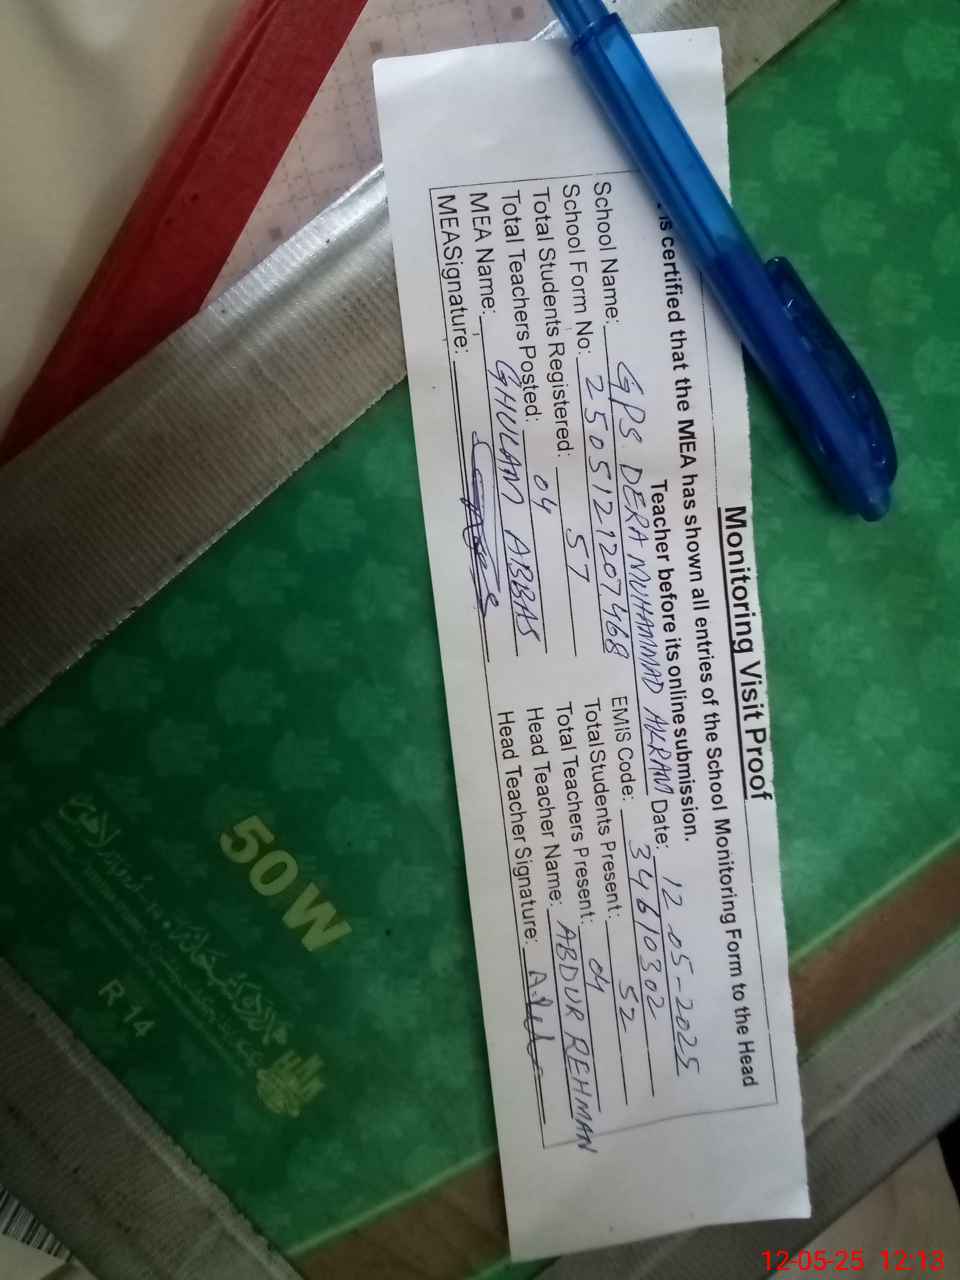 Monitoring Visit Proof
is certified that the MEA has shown all entries of the School Monitoring Form to the Head
Teacher before its online submission.
School Name: GPS DERA MUHAMMAD AKRAM Date: 12-05-2025
School Form No: 2505121207468 EMIS Code: 34610302
Total Students Registered: 57 Total Students Present: 52
Total Teachers Posted: 04 Total Teachers Present: 04
MEA Name: GHULAM ABBAS Head Teacher Name: ABDUR REHMAN
MEASignature: Head Teacher Signature:
50W
R 14
12-05-25 12:13